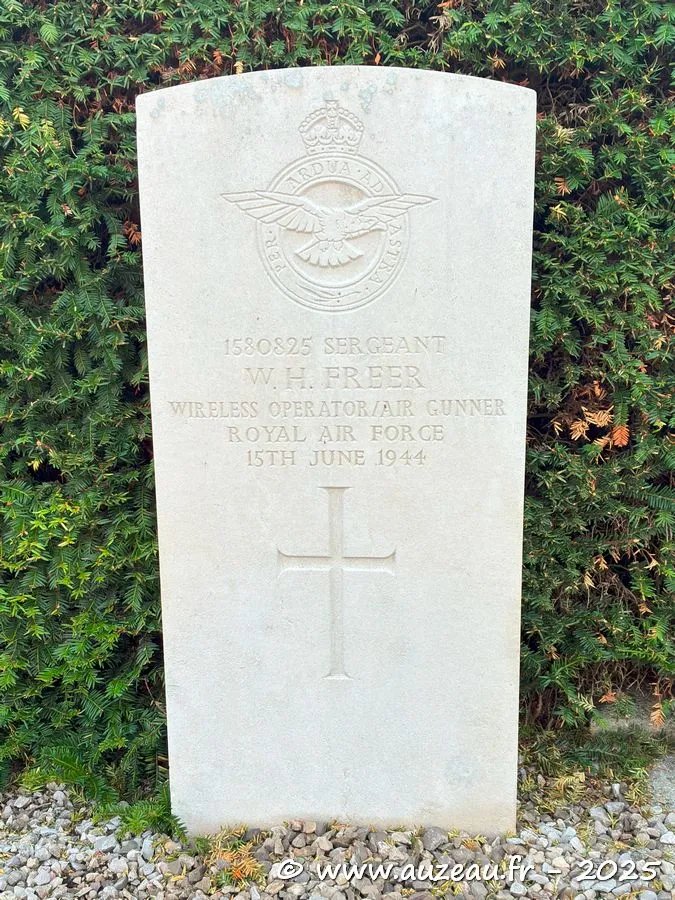 PER · ARDUA · AD · ASTRA
1580825 SERGEANT
W. H. FREER
WIRELESS OPERATOR/AIR GUNNER
ROYAL AIR FORCE
15TH JUNE 1944
© www.auzeau.fr - 2025